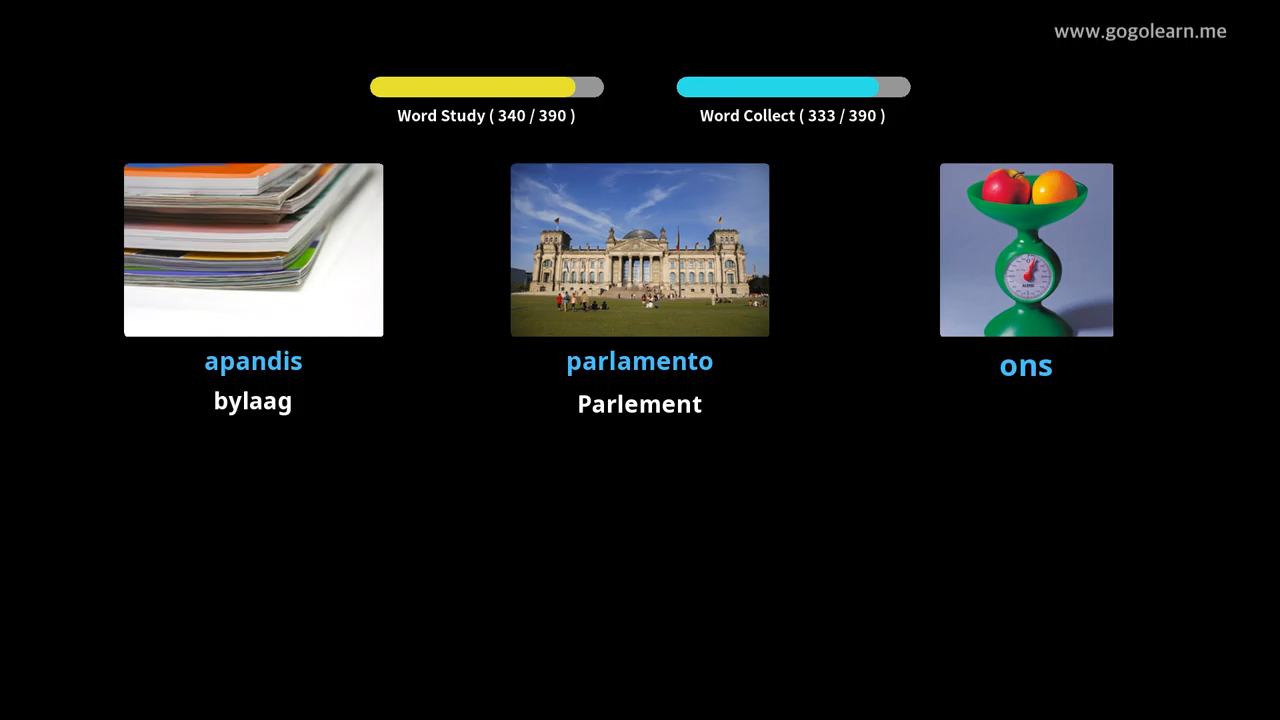 www.gogolearn.me
Word Study ( 340 / 390 )
Word Collect ( 333 / 390 )
apandis
bylaag
parlamento
Parlement
ons